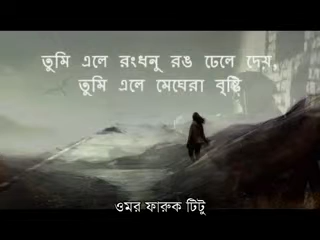 তুমি এলে রংধনু রঙ ঢেলে দেয়,
তুমি এলে মেঘেরা বৃষ্টি
ওমর ফারুক টিটু